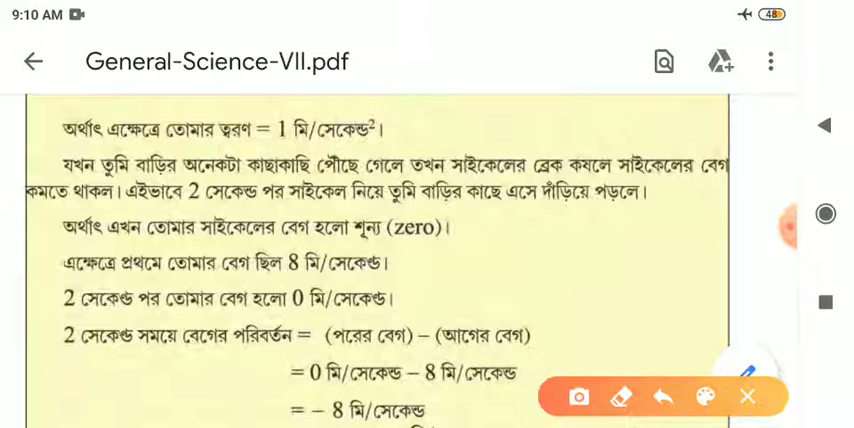 9:10 AM
48
General-Science-VII.pdf
অর্থাৎ এক্ষেত্রে তোমার ত্বরণ = 1 মি/সেকেন্ড²।
যখন তুমি বাড়ির অনেকটা কাছাকাছি পৌঁছে গেলে তখন সাইকেলের ব্রেক কষলে সাইকেলের বেগ
কমতে থাকল। এইভাবে 2 সেকেন্ড পর সাইকেল নিয়ে তুমি বাড়ির কাছে এসে দাঁড়িয়ে পড়লে।
অর্থাৎ এখন তোমার সাইকেলের বেগ হলো শূন্য (zero)।
এক্ষেত্রে প্রথমে তোমার বেগ ছিল 8 মি/সেকেন্ড।
2 সেকেন্ড পর তোমার বেগ হলো 0 মি/সেকেন্ড।
2 সেকেন্ড সময়ে বেগের পরিবর্তন = (পরের বেগ) – (আগের বেগ)
= 0 মি/সেকেন্ড – 8 মি/সেকেন্ড
= – 8 মি/সেকেন্ড